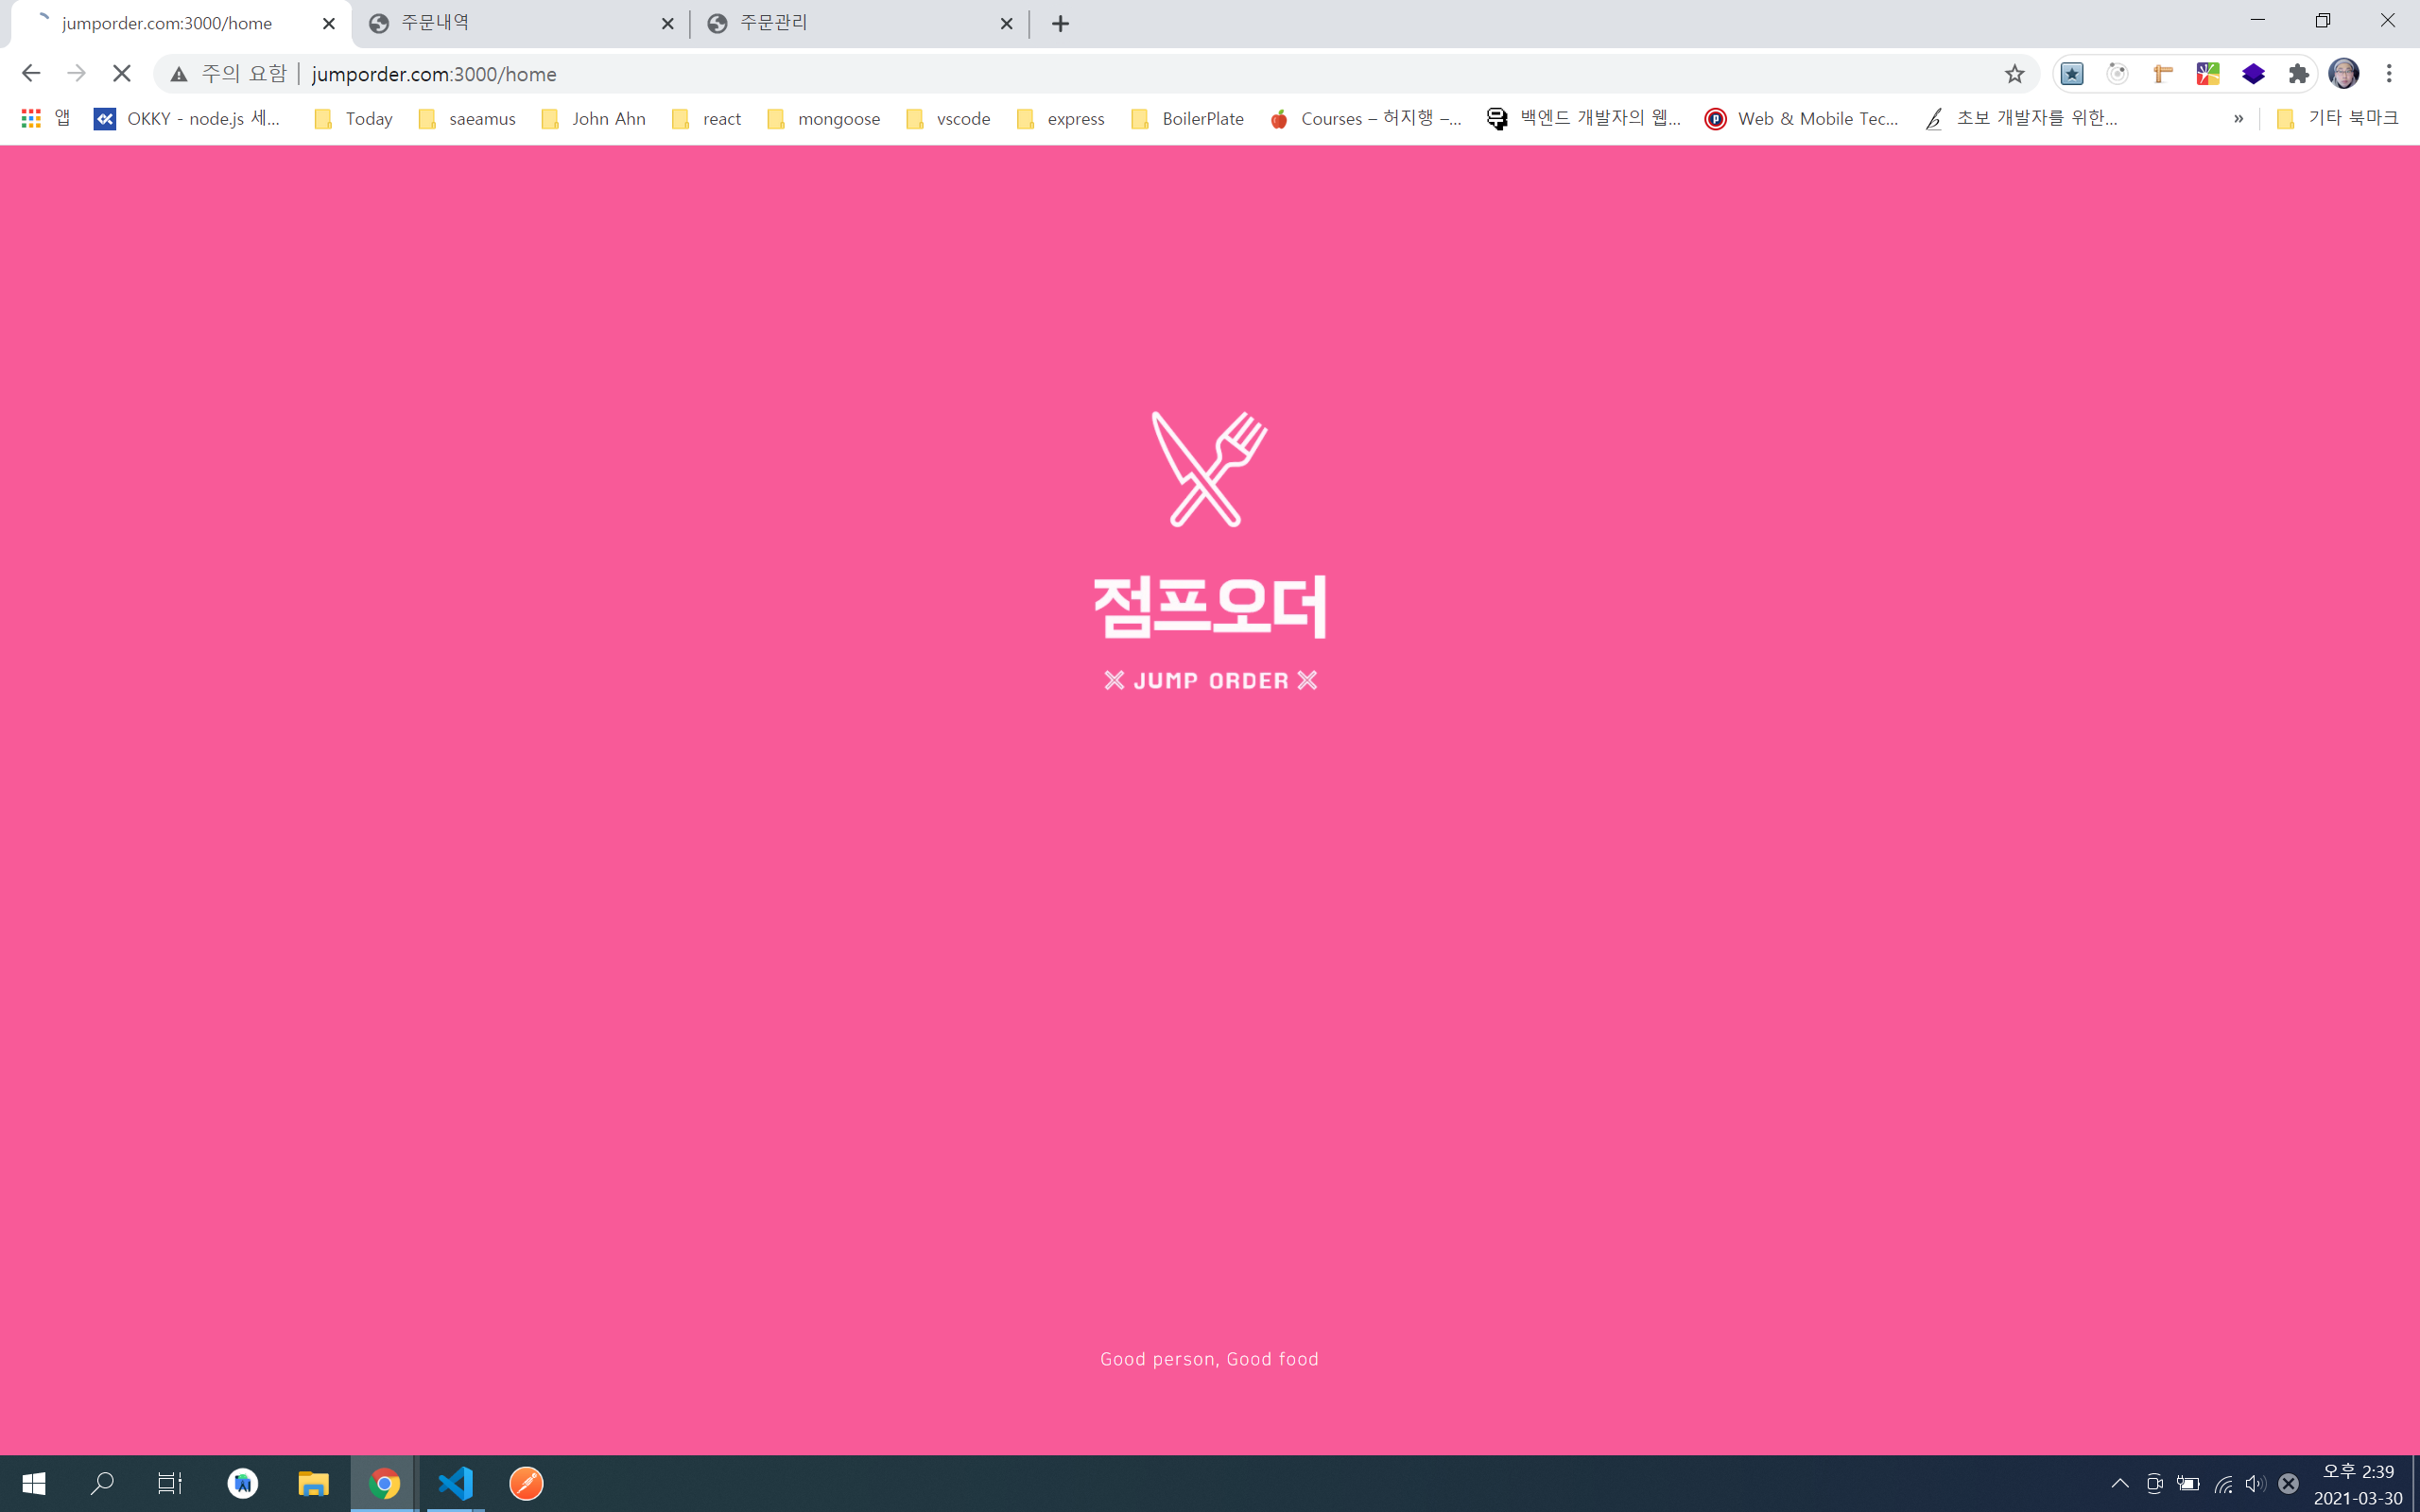 jumporder.com:3000/home
주문내역
주문관리
주의 요함
jumporder.com:3000/home
앱
OKKY - node.js 세...
Today
saeamus
John Ahn
react
mongoose
vscode
express
BoilerPlate
Courses – 허지행 –...
백엔드 개발자의 웹...
Web & Mobile Tec...
초보 개발자를 위한...
»
기타 북마크
점프오더
JUMP ORDER
Good person, Good food
오후 2:39
2021-03-30